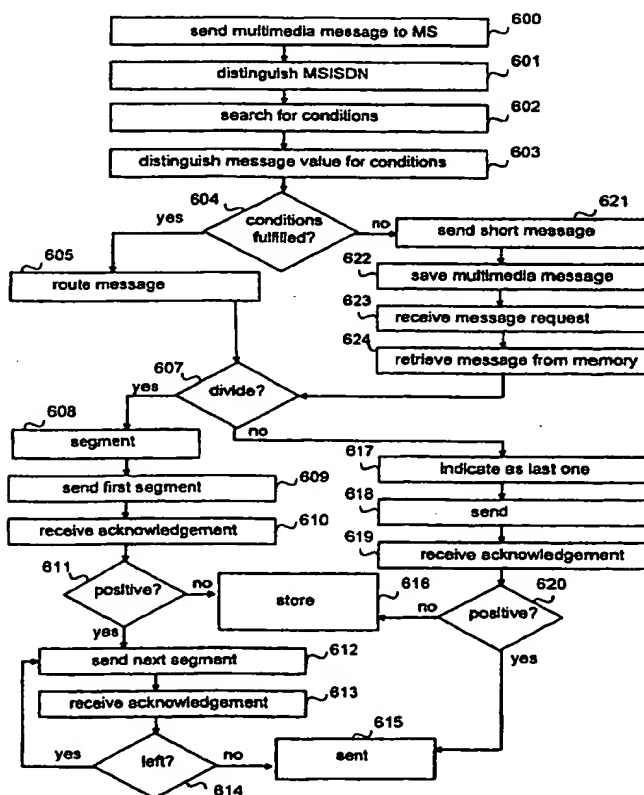 send multimedia message to MS
600
distinguish MSISDN
601
search for conditions
602
distinguish message value for conditions
603
604
conditions
fulfilled?
yes
no
605
route message
621
send short message
622
save multimedia message
623
receive message request
624
retrieve message from memory
607
divide?
yes
no
608
segment
send first segment
609
receive acknowledgement
610
611
positive?
no
yes
616
store
617
indicate as last one
618
send
619
receive acknowledgement
620
positive?
no
yes
send next segment
612
receive acknowledgement
613
left?
614
yes
no
615
sent